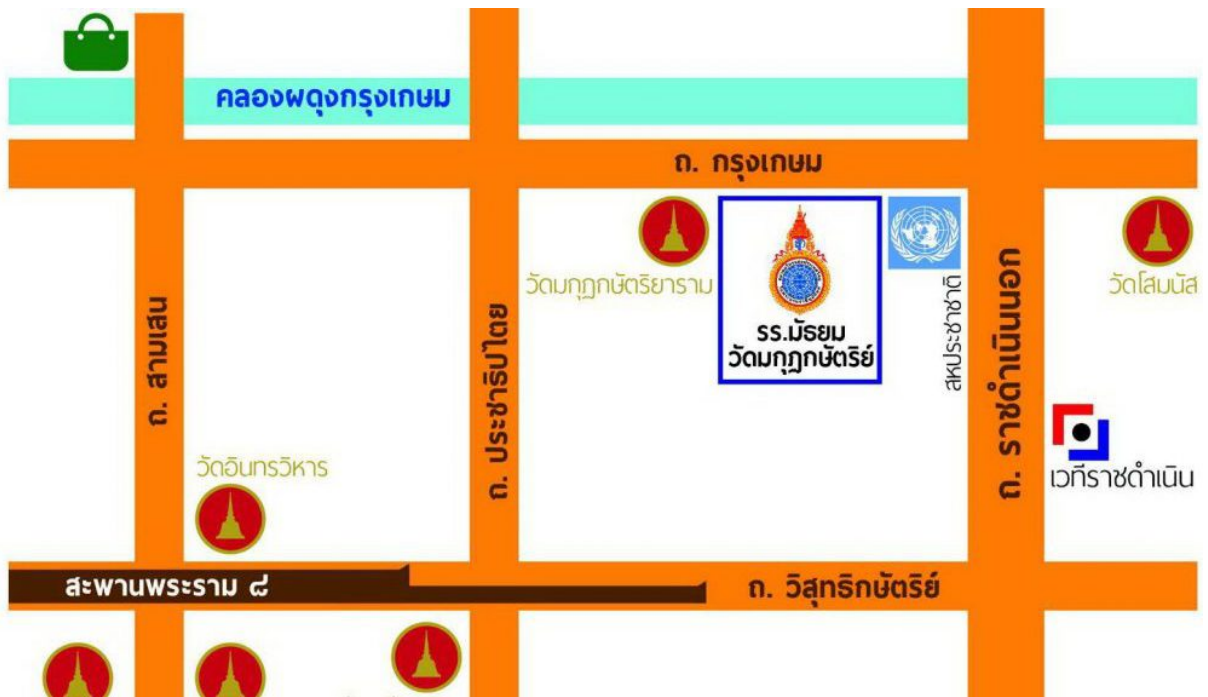 คลองผดุงกรุงเกษม
ถ. กรุงเกษม
วัดมกุฏกษัตริยาราม
รร.มัธยม
วัดมกุฏกษัตริย์
สหประชาชาติ
วัดโสมนัส
ถ. สามเสน
ถ. ประชาธิปไตย
ถ. ราชดำเนินนอก
เวทีราชดำเนิน
วัดอินทรวิหาร
สะพานพระราม ๘
ถ. วิสุทธิกษัตริย์